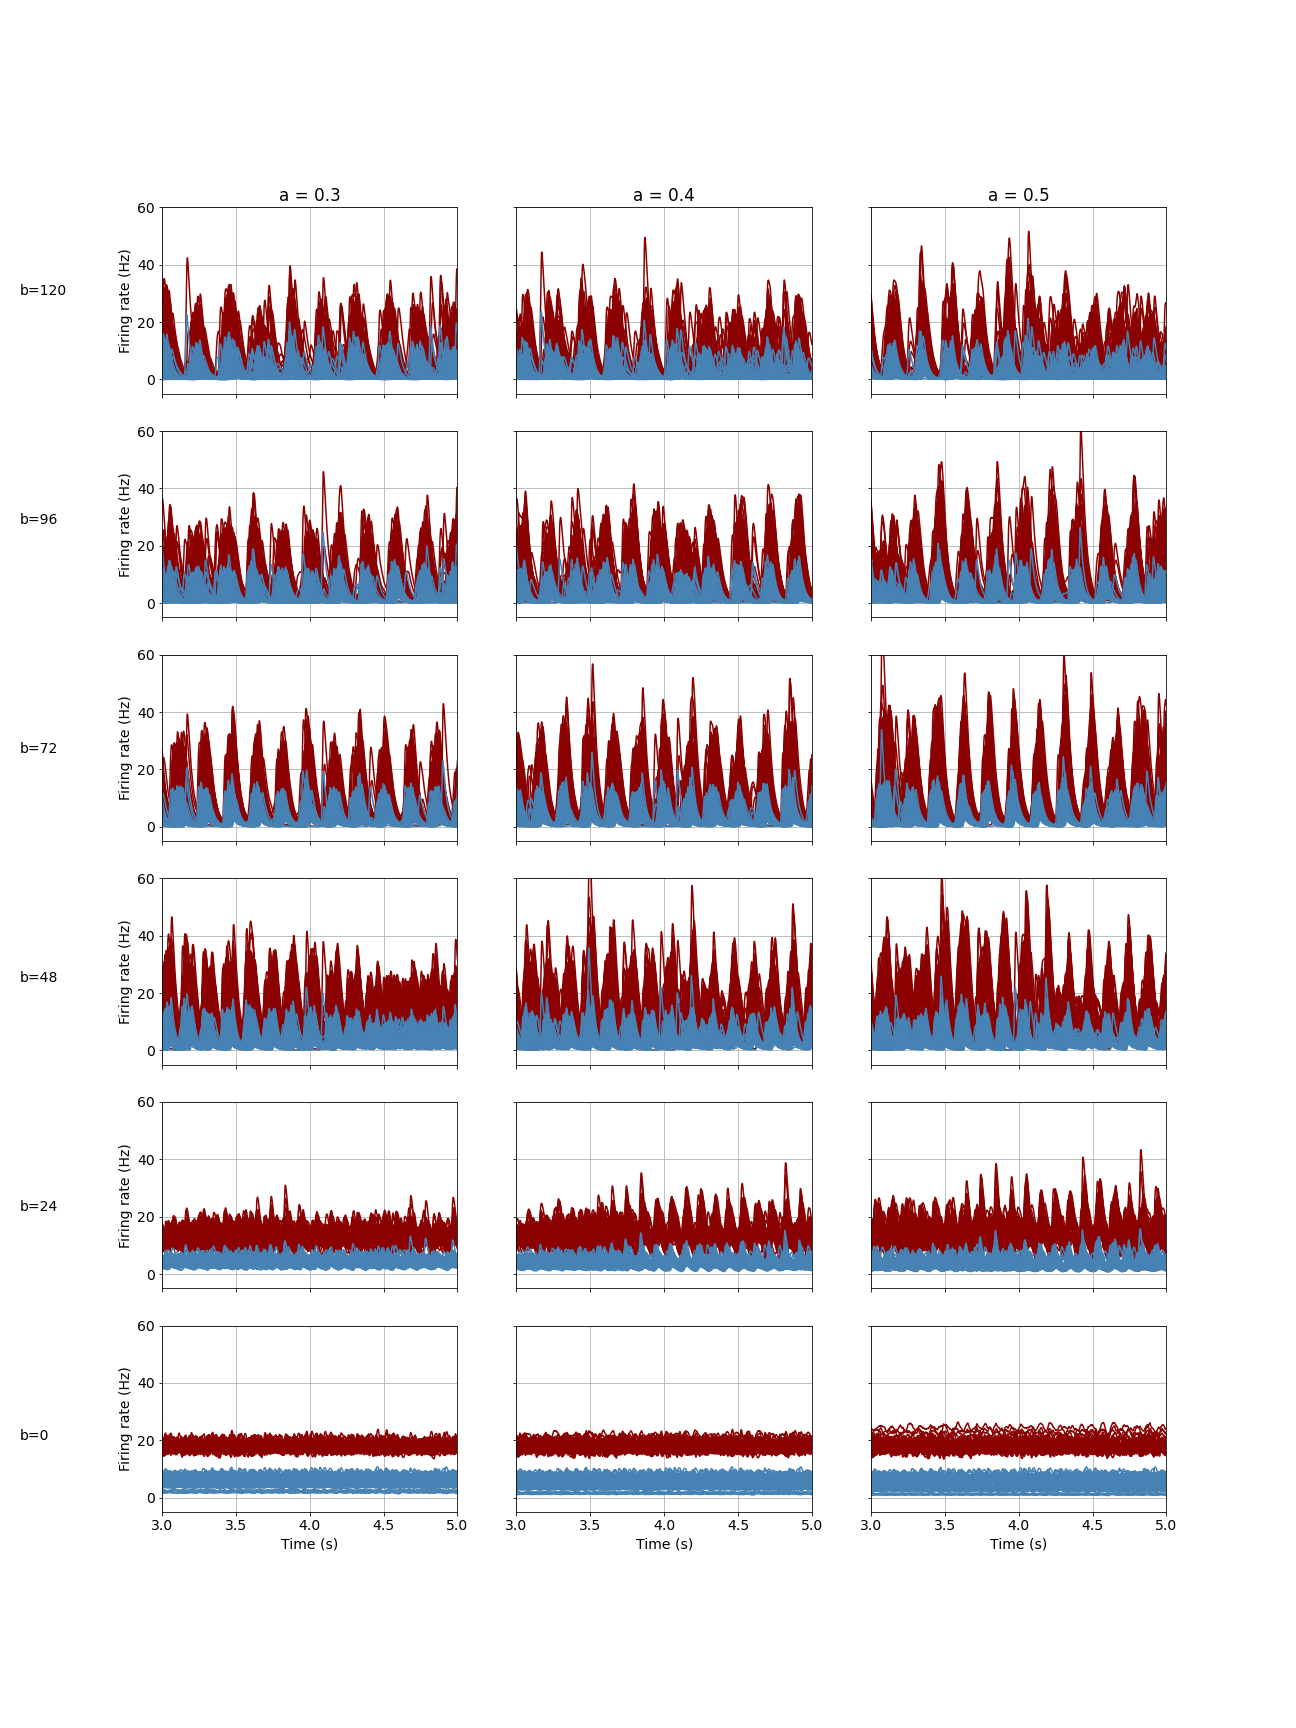 a = 0.3 a = 0.4 a = 0.5
b=120
Firing rate (Hz)
60
40
20
0
b=96
Firing rate (Hz)
60
40
20
0
b=72
Firing rate (Hz)
60
40
20
0
b=48
Firing rate (Hz)
60
40
20
0
b=24
Firing rate (Hz)
60
40
20
0
b=0
Firing rate (Hz)
60
40
20
0
3.0 3.5 4.0 4.5 5.0 3.0 3.5 4.0 4.5 5.0 3.0 3.5 4.0 4.5 5.0
Time (s) Time (s) Time (s)